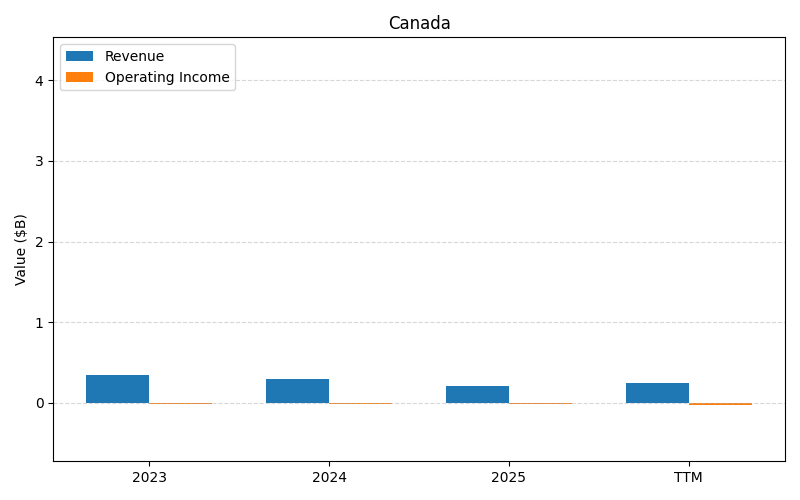 Canada
Revenue
Operating Income
Value ($B)
4
3
2
1
0
2023 2024 2025 TTM